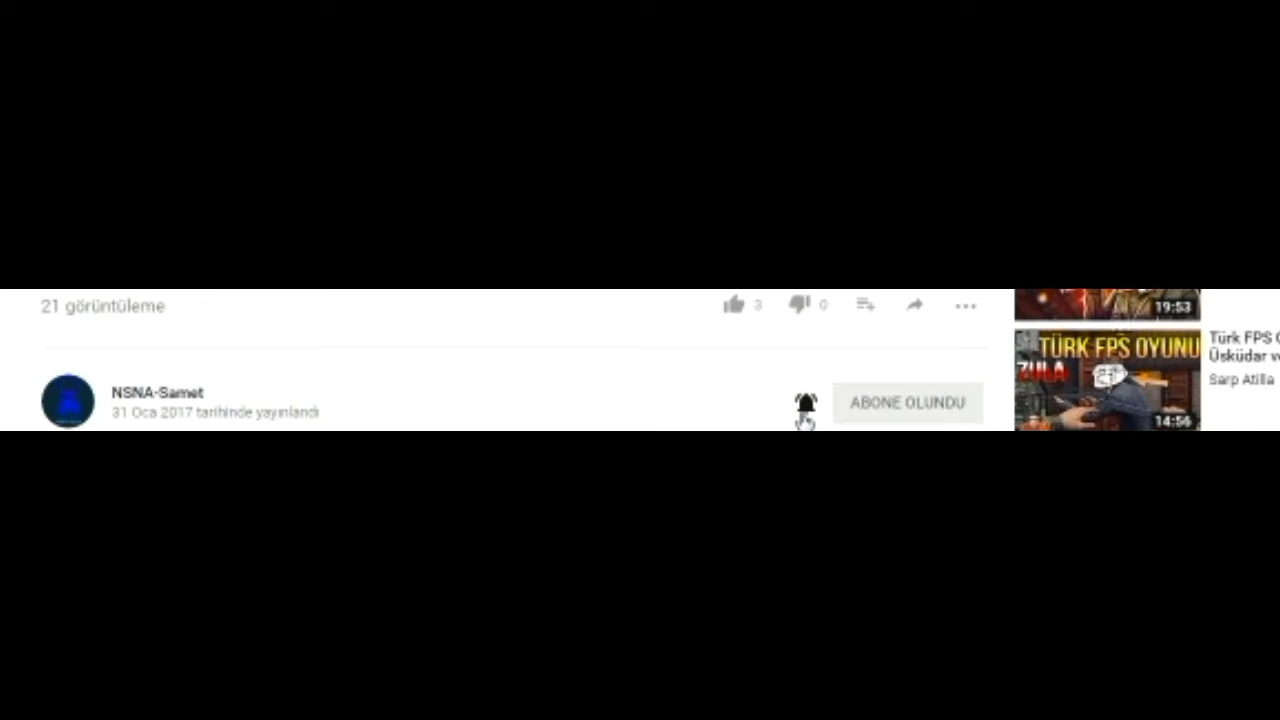 21 görüntüleme
3
0
NSNA-Samet
31 Oca 2017 tarihinde yayınlandı
ABONE OLUNDU
19:53
TÜRK FPS OYUNU
ZULA
14:56
Türk FPS
Üsküdar
Sarp Atilla